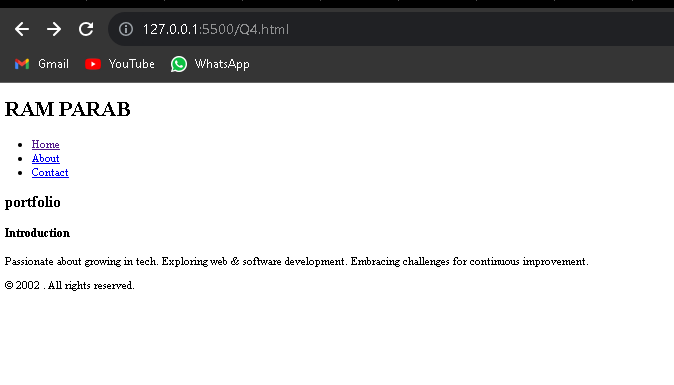 127.0.0.1:5500/Q4.html
Gmail YouTube WhatsApp
RAM PARAB
Home
About
Contact
portfolio
Introduction
Passionate about growing in tech. Exploring web & software development. Embracing challenges for continuous improvement.
© 2002 . All rights reserved.